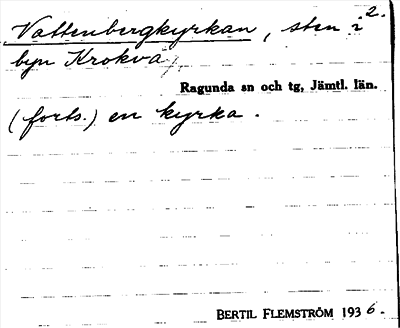 2.
Vattenbergkyrkan, sten i
byn Krokvåg,
Ragunda sn och tg, Jämtl. län.
(forts.) en kyrka.
BERTIL FLEMSTRÖM 1936.